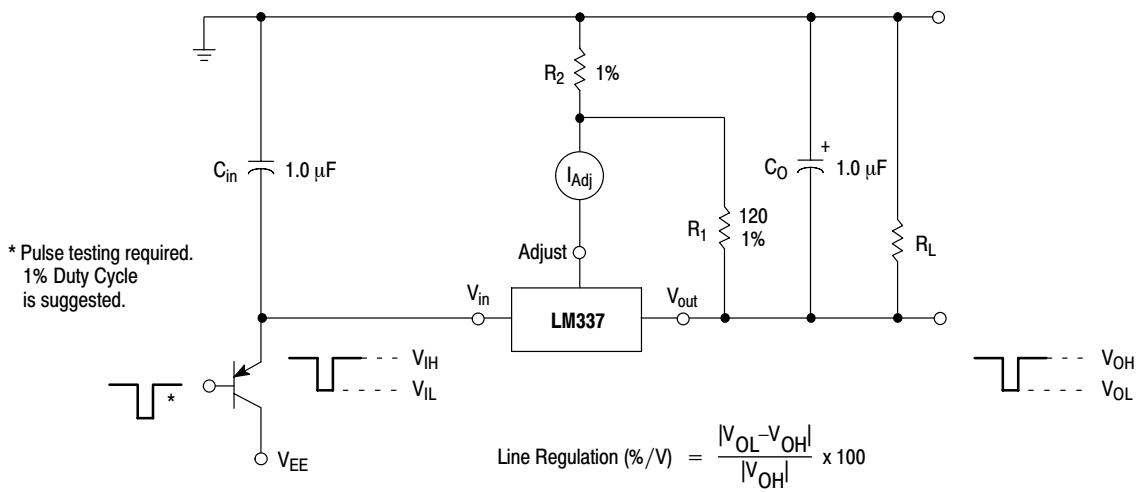 R2 1%
Cin 1.0 μF
IAdj
CO + 1.0 μF
R1 120 1%
RL
Adjust
* Pulse testing required.
1% Duty Cycle
is suggested.
Vin
LM337
Vout
VIH
VIL
*
VEE
VOH
VOL
Line Regulation (%/V) = |VOL–VOH| / |VOH| x 100